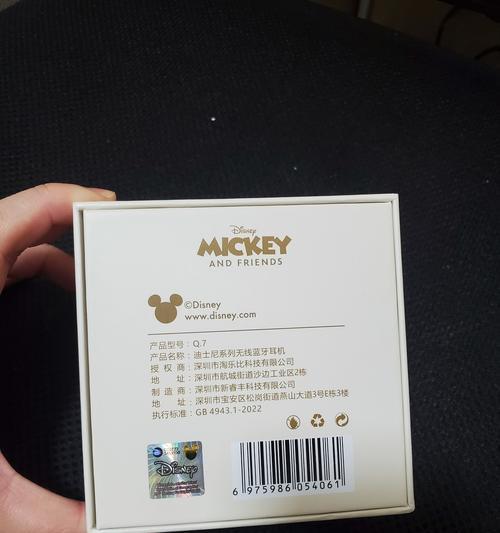 Disney
MICKEY
AND FRIENDS
©Disney
www.disney.com
产品型号：Q.7
产品名称：迪士尼系列无线蓝牙耳机
授 权 商：深圳市淘乐比科技有限公司
地 址：深圳市航城街道沙边工业区2栋
制 造 商：深圳市新睿丰科技有限公司
地 址：深圳市宝安区松岗街道燕山大道3号E栋3楼
执行标准：GB 4943.1-2022
Disney
6 975986 054061